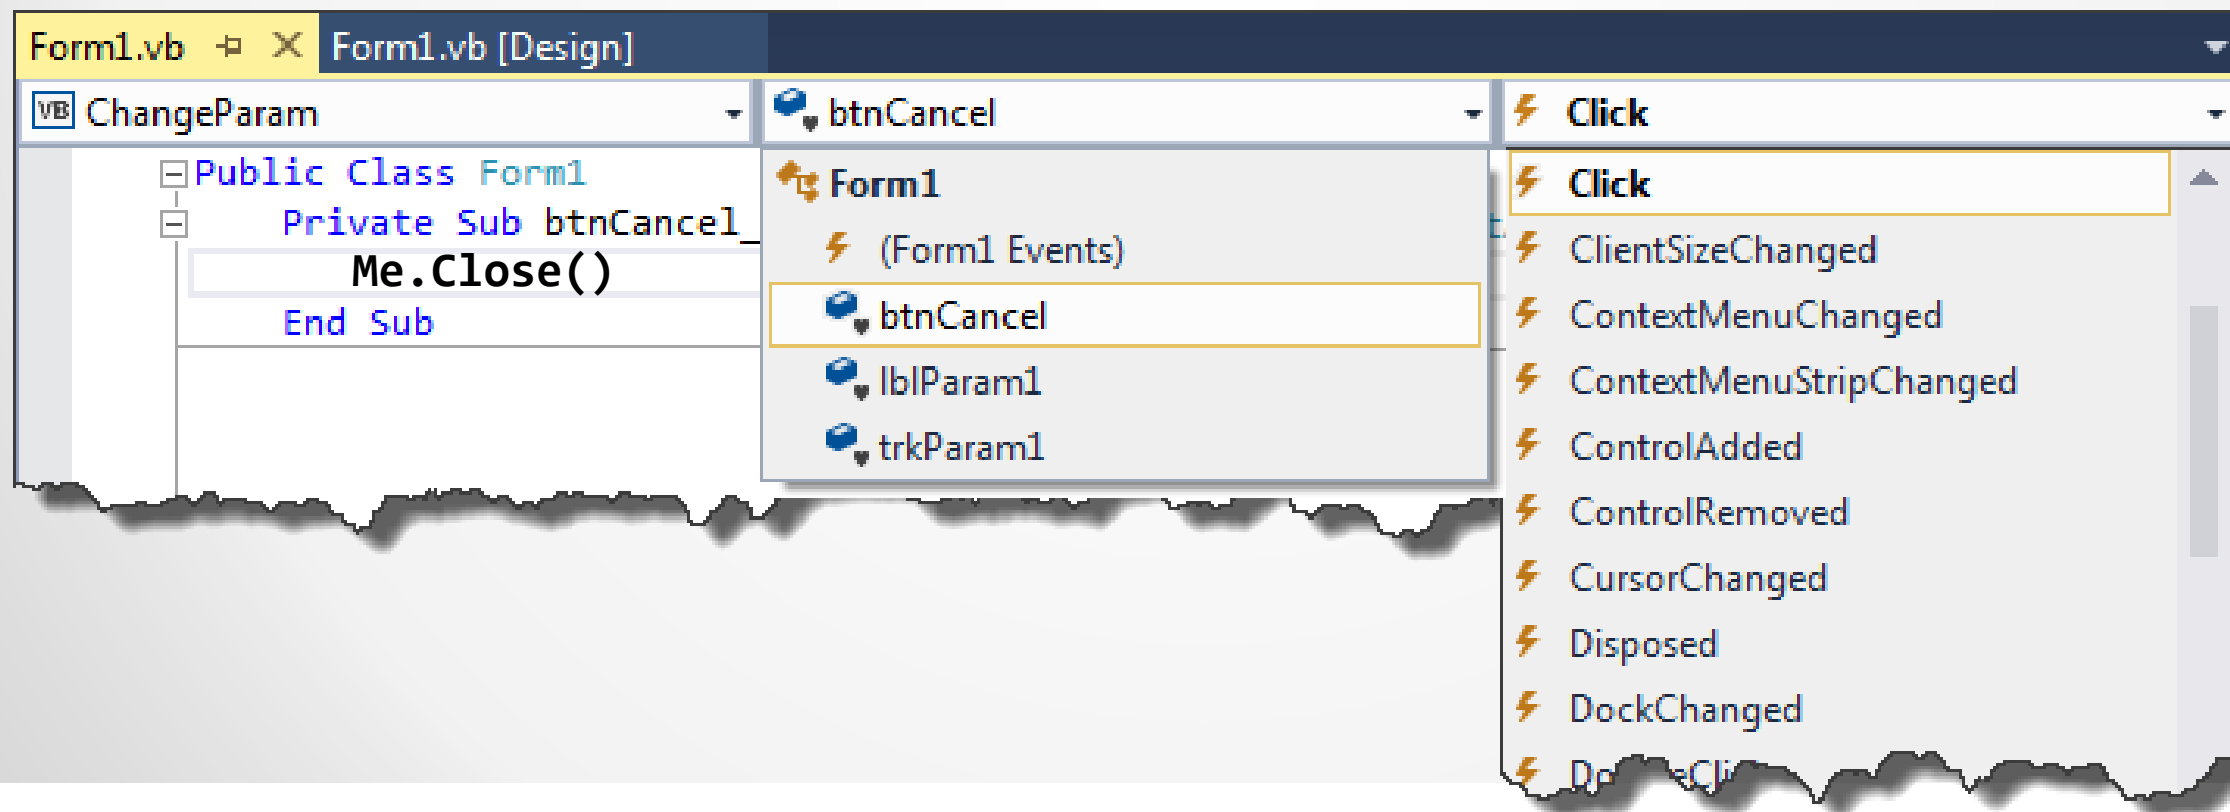 Form1.vb Form1.vb [Design]
VB ChangeParam btnCancel Click
Public Class Form1
Private Sub btnCancel_
Me.Close()
End Sub
Form1
(Form1 Events)
btnCancel
lblParam1
trkParam1
Click
ClientSizeChanged
ContextMenuChanged
ContextMenuStripChanged
ControlAdded
ControlRemoved
CursorChanged
Disposed
DockChanged